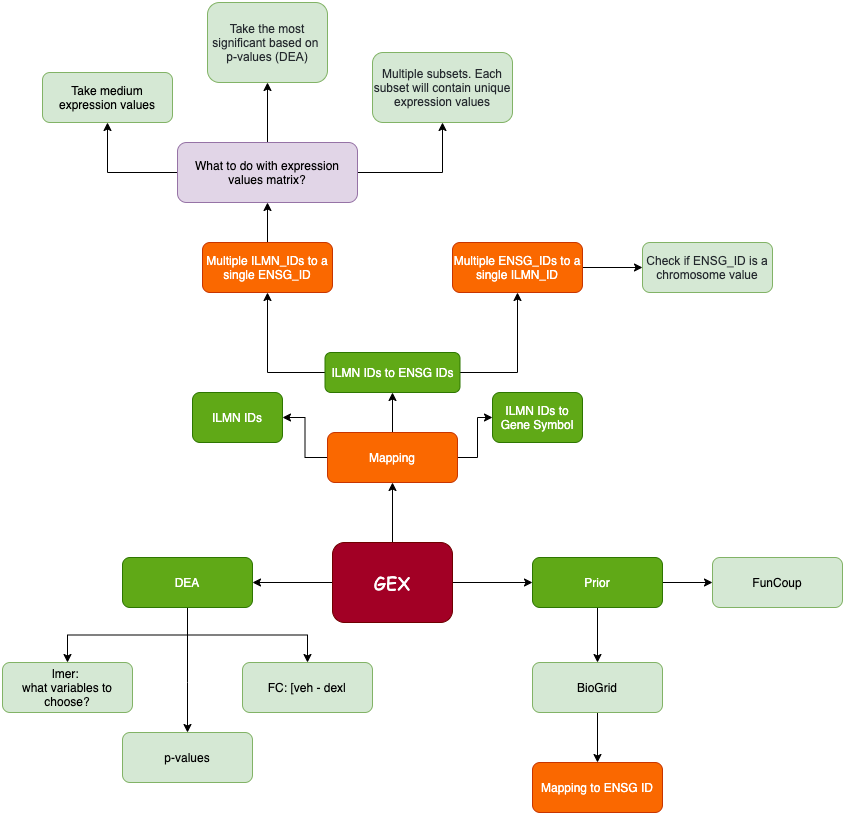 Take the most
significant based on
p-values (DEA)
Take medium
expression values
Multiple subsets. Each
subset will contain unique
expression values
What to do with expression
values matrix?
Multiple ILMN_IDs to a
single ENSG_ID
Multiple ENSG_IDs to a
single ILMN_ID
Check if ENSG_ID is a
chromosome value
ILMN IDs to ENSG IDs
ILMN IDs
ILMN IDs to
Gene Symbol
Mapping
DEA
GEX
Prior
FunCoup
lmer:
what variables to
choose?
FC: [veh - dexl
BioGrid
p-values
Mapping to ENSG ID